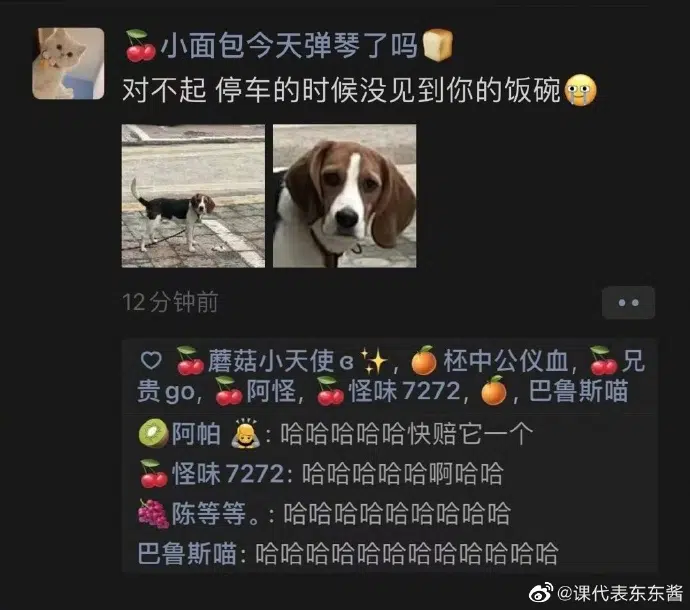 🍒小面包今天弹琴了吗🍞
对不起 停车的时候没见到你的饭碗😭
12分钟前
♡ 🍒蘑菇小天使ɞ✨, 🍊柸中公仪血, 🍒兄
贵go, 🍒阿怪, 🍒怪味7272, 🍊, 巴鲁斯喵
🥝阿帕 🙇: 哈哈哈哈哈快赔它一个
🍒怪味7272: 哈哈哈哈哈啊哈哈
🍇陈等等。: 哈哈哈哈哈哈哈哈哈
巴鲁斯喵: 哈哈哈哈哈哈哈哈哈哈哈哈
@课代表东东酱